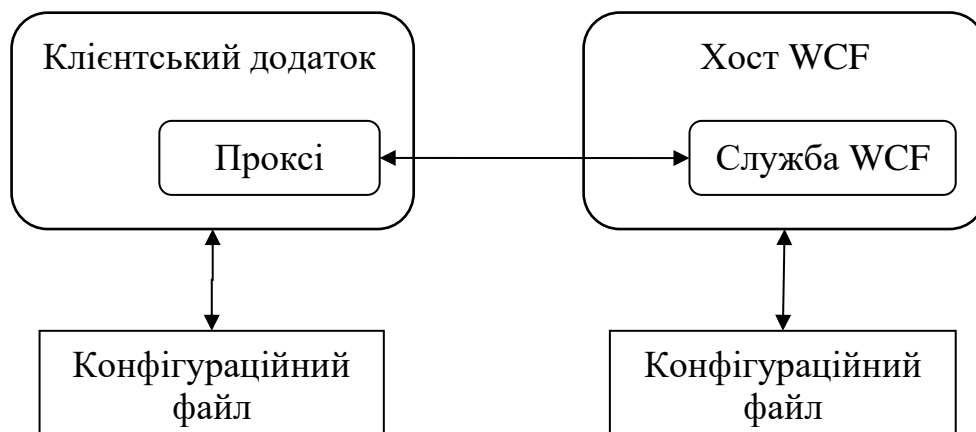 Клієнтський додаток
Хост WCF
Проксі
Служба WCF
Конфігураційний
файл
Конфігураційний
файл